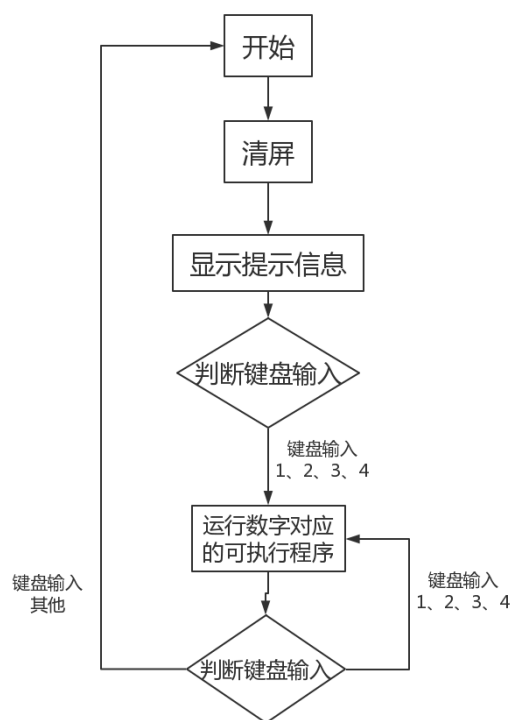 开始
清屏
显示提示信息
判断键盘输入
键盘输入
1、2、3、4
运行数字对应
的可执行程序
键盘输入
其他
键盘输入
1、2、3、4
判断键盘输入